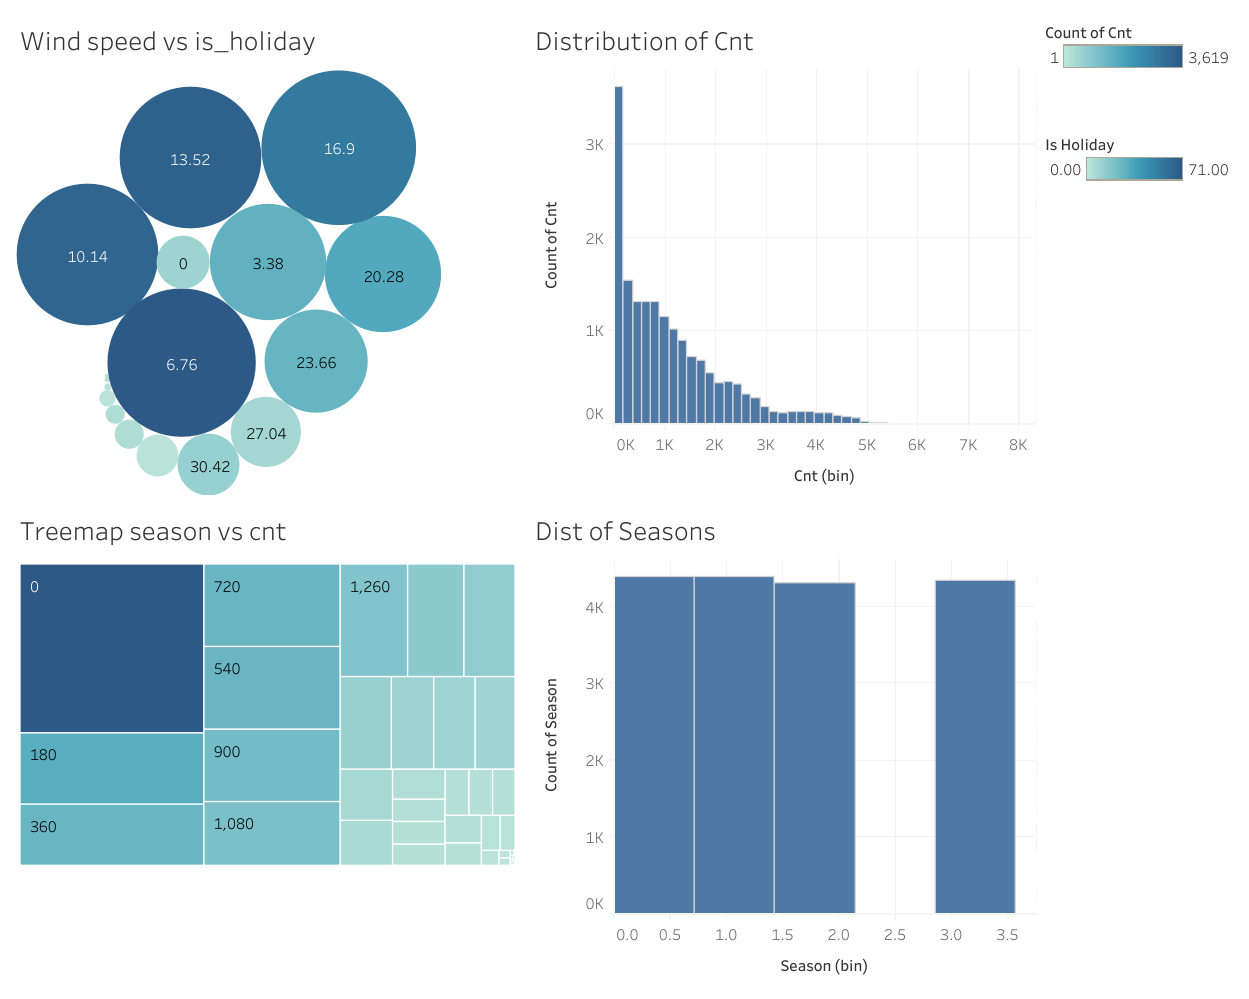 Wind speed vs is_holiday
13.52
16.9
10.14
0
3.38
20.28
6.76
23.66
27.04
30.42
Distribution of Cnt
Count of Cnt
3K
2K
1K
0K
0K 1K 2K 3K 4K 5K 6K 7K 8K
Cnt (bin)
Count of Cnt
1 3,619
Is Holiday
0.00 71.00
Treemap season vs cnt
0
720
1,260
540
180
900
360
1,080
Dist of Seasons
Count of Season
4K
3K
2K
1K
0K
0.0 0.5 1.0 1.5 2.0 2.5 3.0 3.5
Season (bin)